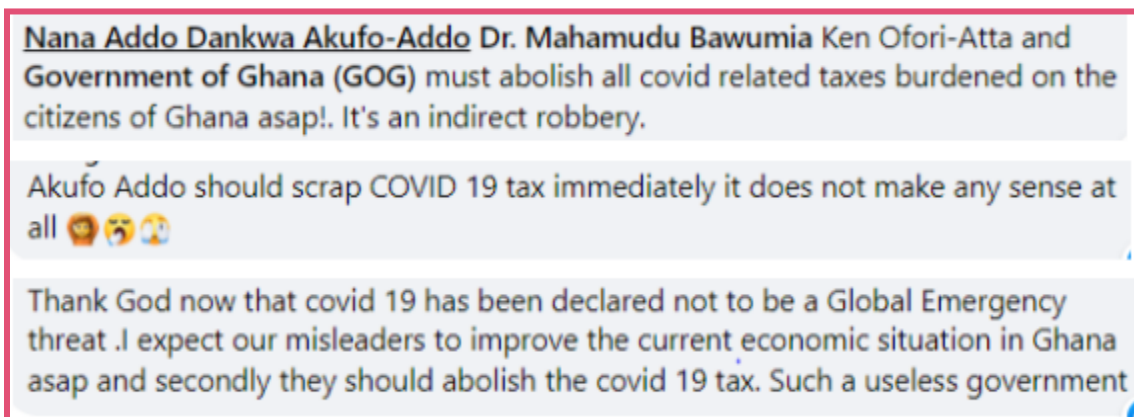 Nana Addo Dankwa Akufo-Addo Dr. Mahamudu Bawumia Ken Ofori-Atta and
Government of Ghana (GOG) must abolish all covid related taxes burdened on the
citizens of Ghana asap!. It's an indirect robbery.
Akufo Addo should scrap COVID 19 tax immediately it does not make any sense at
all 🤦😪🫣
Thank God now that covid 19 has been declared not to be a Global Emergency
threat .I expect our misleaders to improve the current economic situation in Ghana
asap and secondly they should abolish the covid 19 tax. Such a useless government